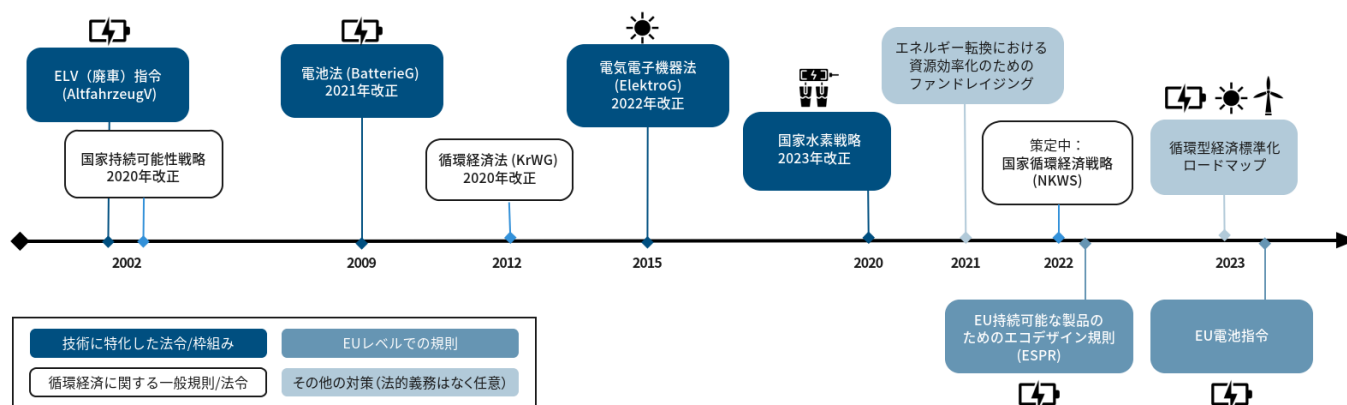 ELV（廃車）指令
(AltfahrzeugV)
国家持続可能性戦略
2020年改正
電池法 (BatterieG)
2021年改正
循環経済法 (KrWG)
2020年改正
電気電子機器法
(ElektroG)
2022年改正
国家水素戦略
2023年改正
エネルギー転換における
資源効率化のための
ファンドレイジング
策定中：
国家循環経済戦略
(NKWS)
循環型経済標準化
ロードマップ
2002
2009
2012
2015
2020
2021
2022
2023
EU持続可能な製品の
ためのエコデザイン規則
(ESPR)
EU電池指令
技術に特化した法令/枠組み
EUレベルでの規則
循環経済に関する一般規則/法令
その他の対策（法的義務はなく任意）